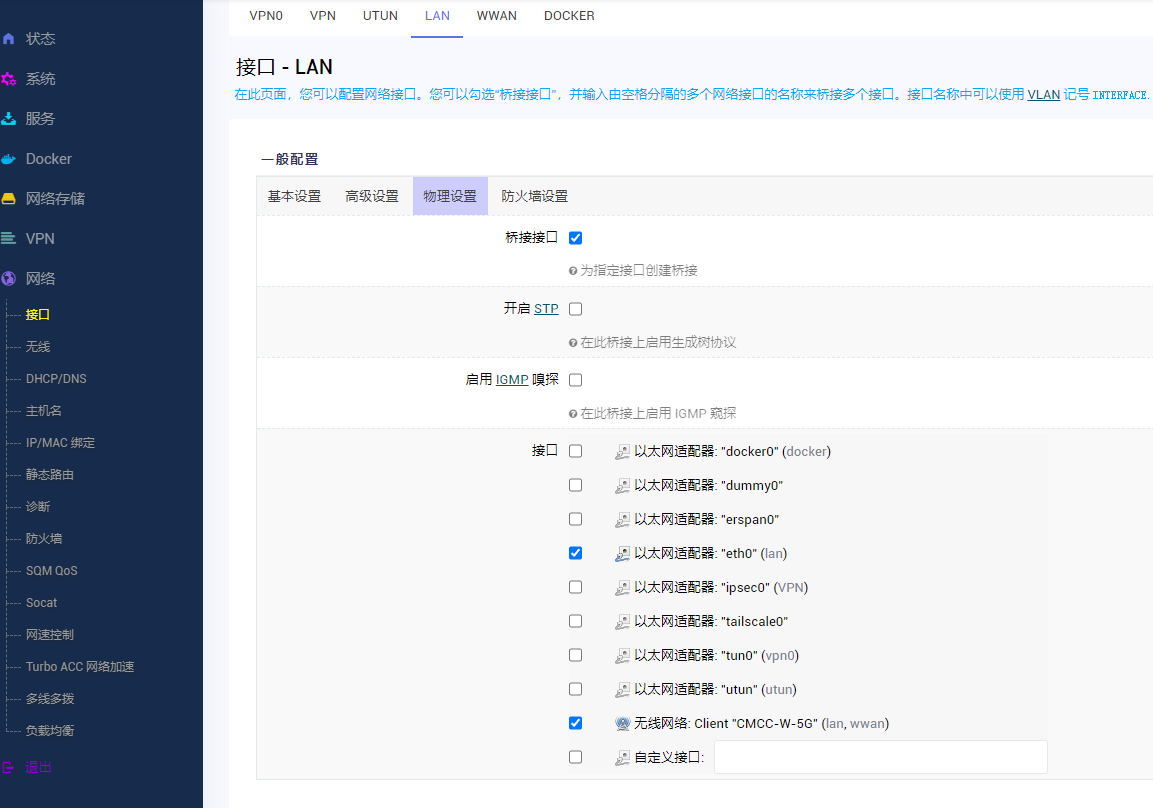 VPN0 VPN UTUN LAN WWAN DOCKER
状态
系统
服务
Docker
网络存储
VPN
网络
接口
无线
DHCP/DNS
主机名
IP/MAC 绑定
静态路由
诊断
防火墙
SQM QoS
Socat
网速控制
Turbo ACC 网络加速
多线多拨
负载均衡
退出
接口 - LAN
在此页面，您可以配置网络接口。您可以勾选“桥接接口”，并输入由空格分隔的多个网络接口的名称来桥接多个接口。接口名称中可以使用 VLAN 记号 INTERFACE.
一般配置
基本设置 高级设置 物理设置 防火墙设置
桥接接口
为指定接口创建桥接
开启 STP
在此桥接上启用生成树协议
启用 IGMP 嗅探
在此桥接上启用 IGMP 窥探
接口
以太网适配器: "docker0" (docker)
以太网适配器: "dummy0"
以太网适配器: "erspan0"
以太网适配器: "eth0" (lan)
以太网适配器: "ipsec0" (VPN)
以太网适配器: "tailscale0"
以太网适配器: "tun0" (vpn0)
以太网适配器: "utun" (utun)
无线网络: Client "CMCC-W-5G" (lan, wwan)
自定义接口: